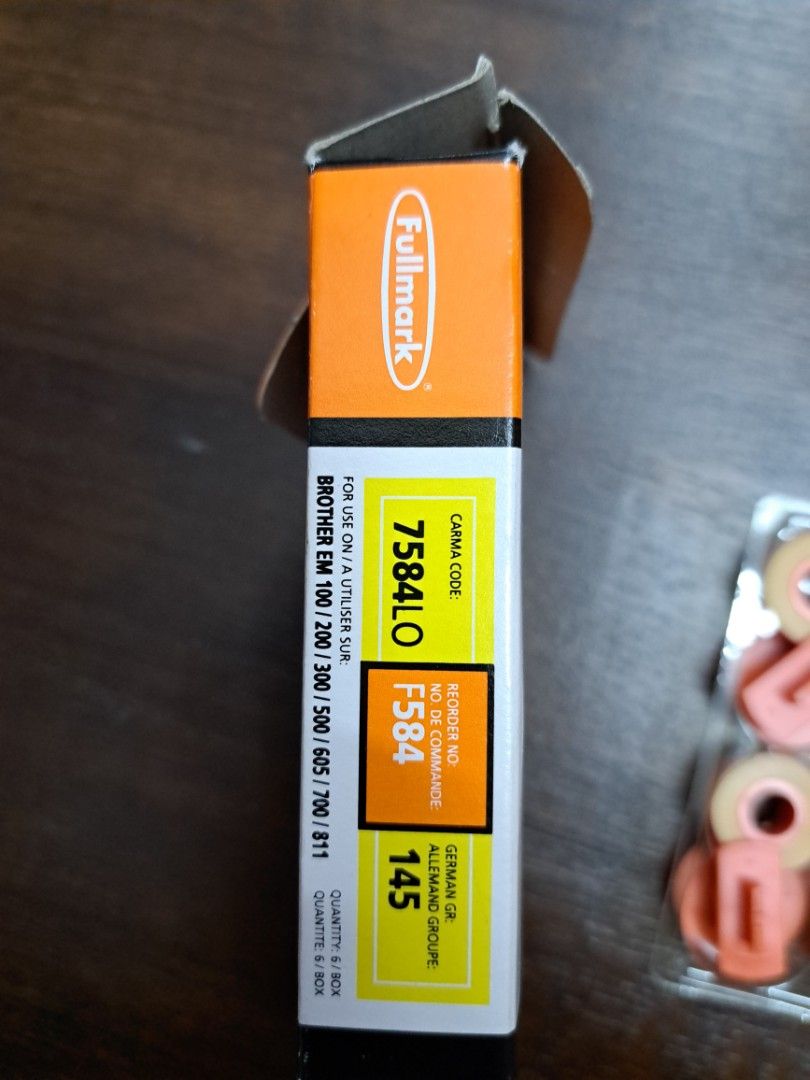 Fullmark®
CARMA CODE:
7584LO
REORDER NO:
NO. DE COMMANDE:
F584
GERMAN GR:
ALLEMAND GROUPE:
145
FOR USE ON / A UTILISER SUR:
BROTHER EM 100 / 200 / 300 / 500 / 605 / 700 / 811
QUANTITY: 6 / BOX
QUANTITE: 6 / BOX